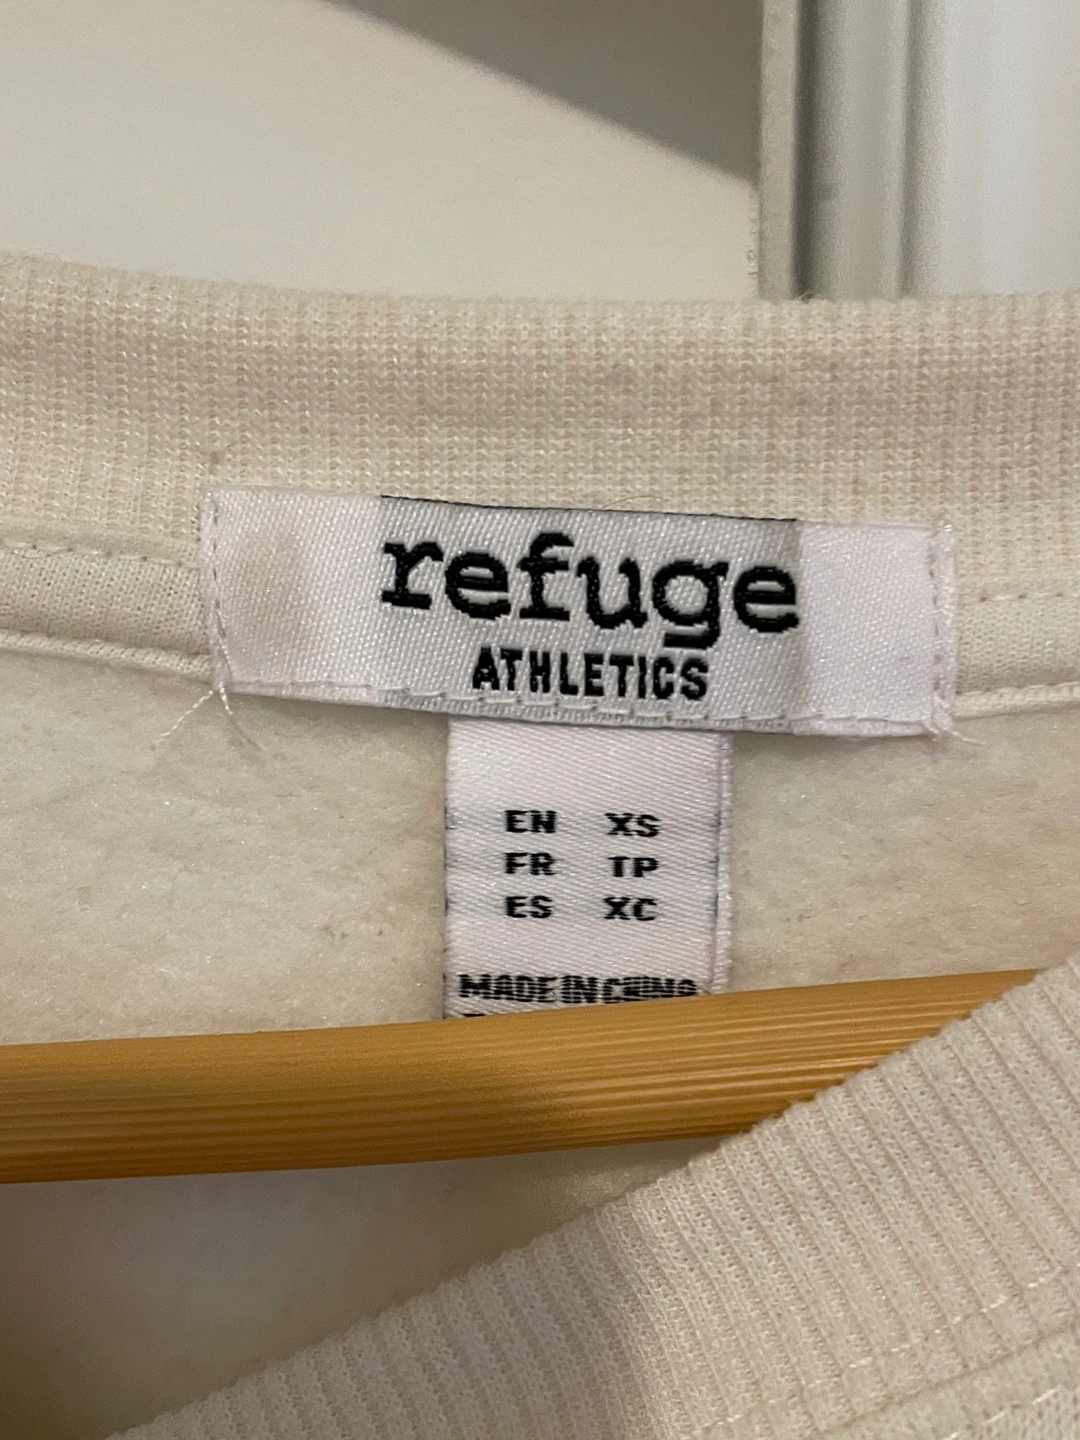 refuge
ATHLETICS
EN XS
FR TP
ES XC
MADE IN CHINA